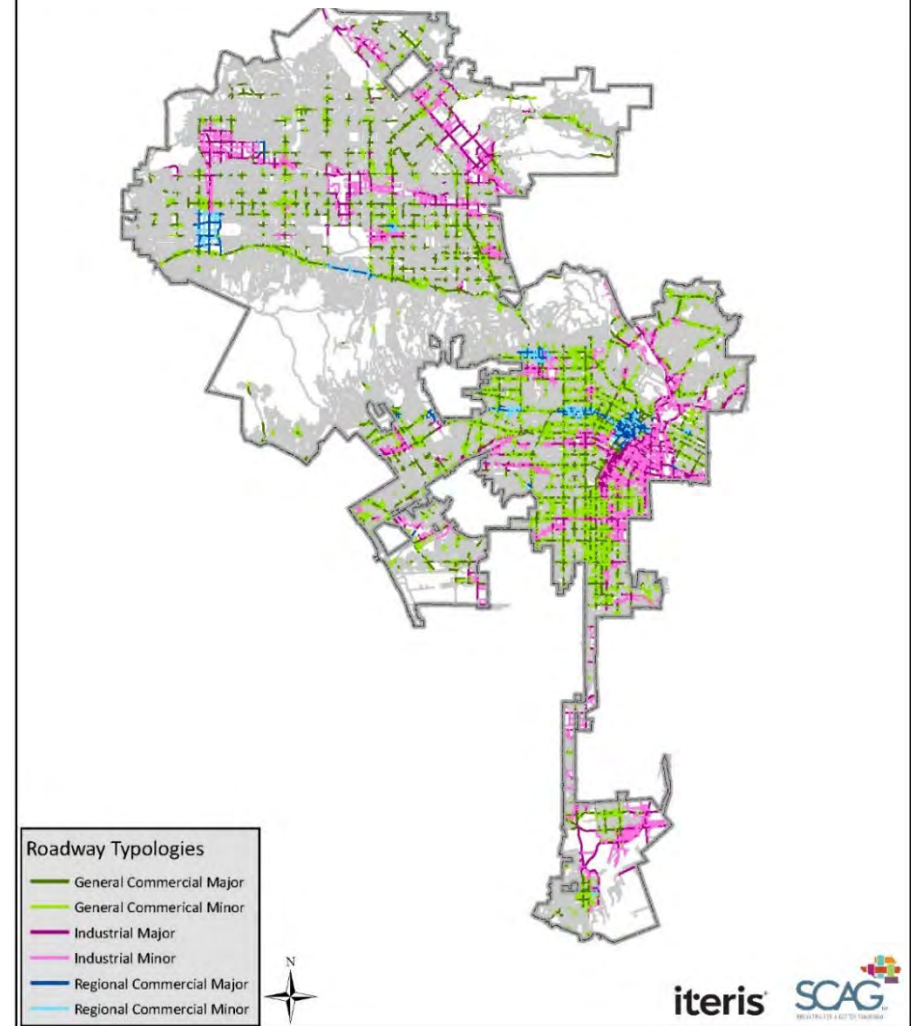 Roadway Typologies
General Commercial Major
General Commerical Minor
Industrial Major
Industrial Minor
Regional Commercial Major
Regional Commercial Minor
N
iteris
SCAG